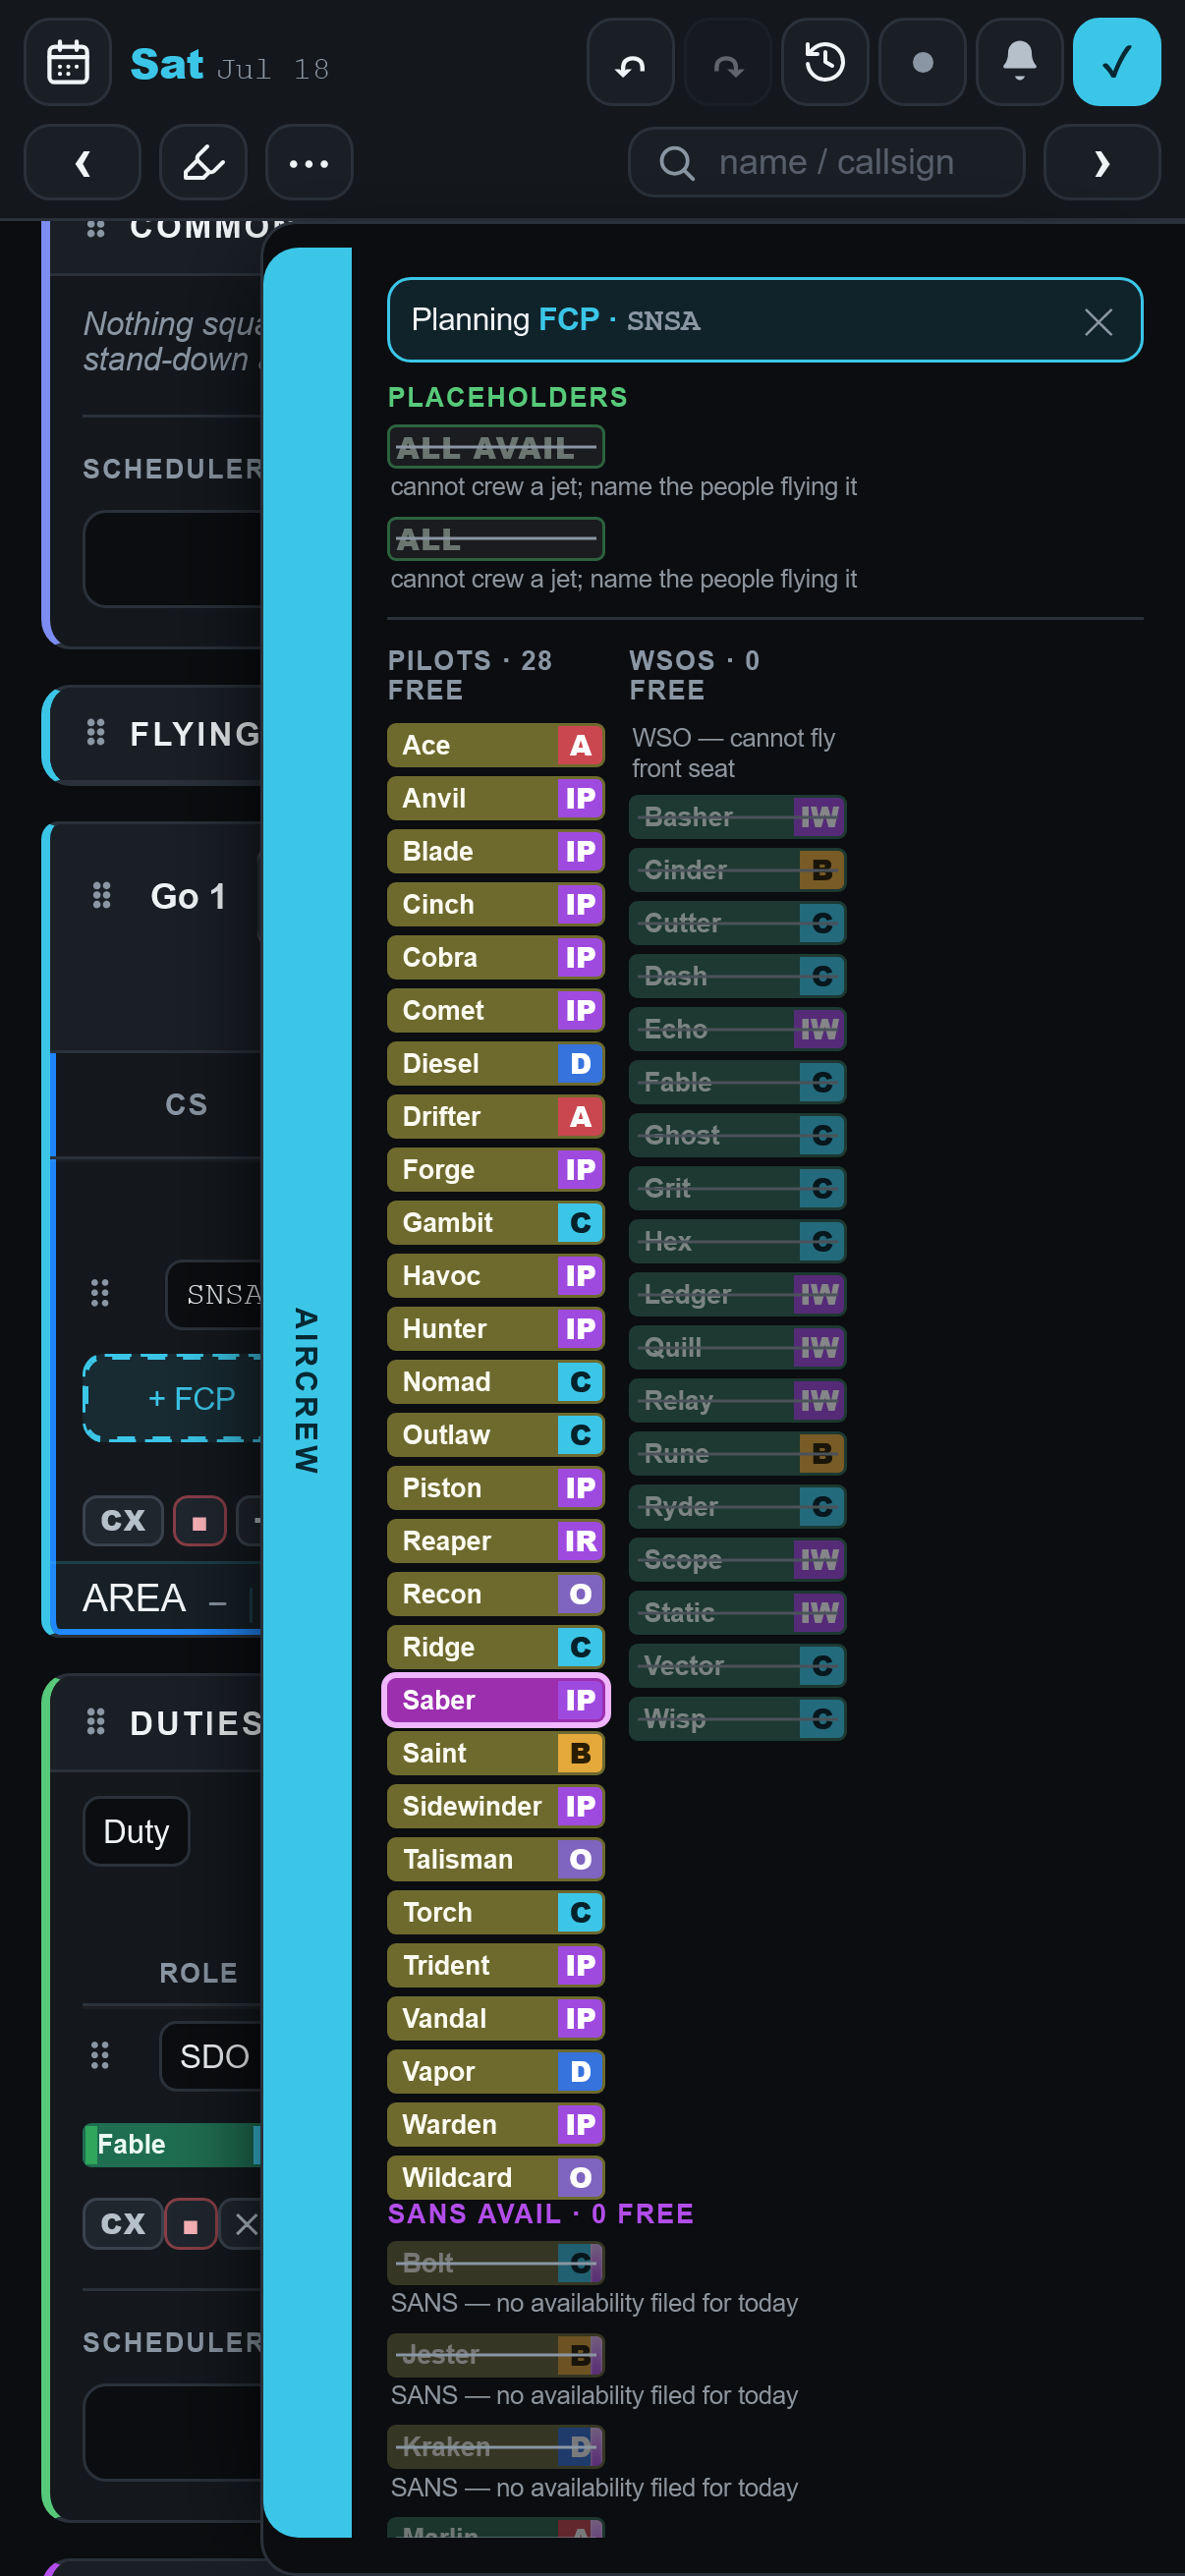 Sat Jul 18
name / callsign
COMMON
Nothing squa
stand-down
SCHEDULER
FLYING
Go 1
CS
SNSA
+ FCP
CX
AREA –
DUTIES
Duty
ROLE
SDO
Fable
CX
SCHEDULER
AIRCREW
Planning FCP · SNSA
PLACEHOLDERS
ALL AVAIL
cannot crew a jet; name the people flying it
ALL
cannot crew a jet; name the people flying it
PILOTS · 28 FREE
Ace A
Anvil IP
Blade IP
Cinch IP
Cobra IP
Comet IP
Diesel D
Drifter A
Forge IP
Gambit C
Havoc IP
Hunter IP
Nomad C
Outlaw C
Piston IP
Reaper IR
Recon O
Ridge C
Saber IP
Saint B
Sidewinder IP
Talisman O
Torch C
Trident IP
Vandal IP
Vapor D
Warden IP
Wildcard O
WSOS · 0 FREE
WSO — cannot fly
front seat
Basher IW
Cinder B
Cutter C
Dash C
Echo IW
Fable C
Ghost C
Grit C
Hex C
Ledger IW
Quill IW
Relay IW
Rune B
Ryder C
Scope IW
Static IW
Vector C
Wisp C
SANS AVAIL · 0 FREE
Bolt C
SANS — no availability filed for today
Jester B
SANS — no availability filed for today
Kraken D
SANS — no availability filed for today
Marlin A